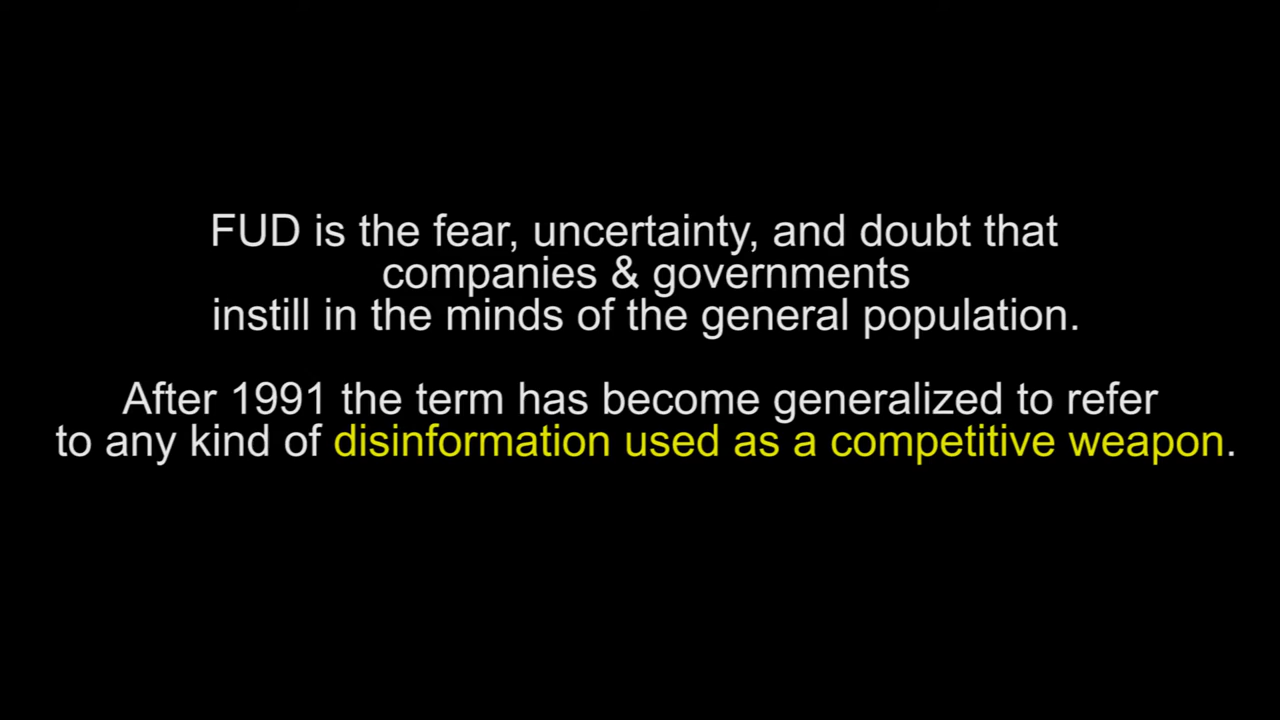 FUD is the fear, uncertainty, and doubt that
companies & governments
instill in the minds of the general population.
After 1991 the term has become generalized to refer
to any kind of disinformation used as a competitive weapon.